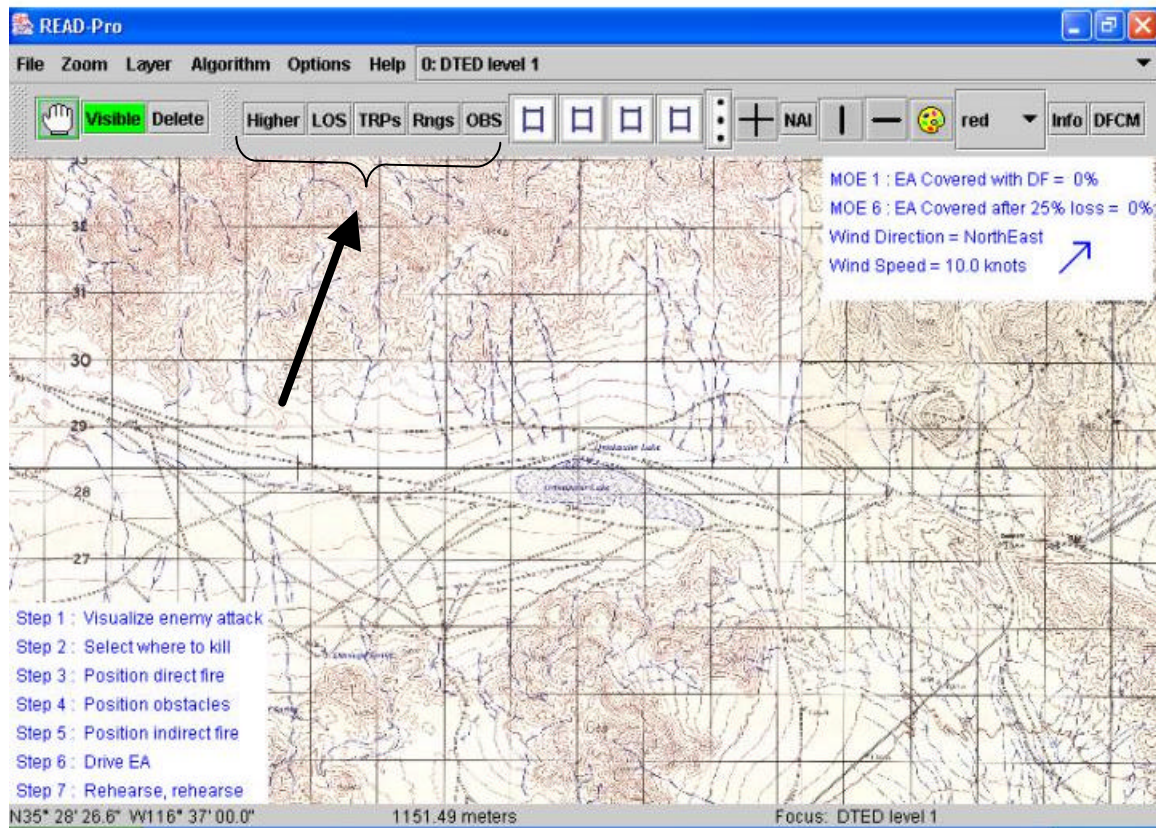 READ-Pro
File Zoom Layer Algorithm Options Help 0: DTED level 1
Visible Delete Higher LOS TRPs Rngs OBS NAI red Info DFCM
MOE 1 : EA Covered with DF = 0%
MOE 6 : EA Covered after 25% loss = 0%
Wind Direction = NorthEast
Wind Speed = 10.0 knots
31
30
29
28
27
Step 1 : Visualize enemy attack
Step 2 : Select where to kill
Step 3 : Position direct fire
Step 4 : Position obstacles
Step 5 : Position indirect fire
Step 6 : Drive EA
Step 7 : Rehearse, rehearse
N35° 28' 26.6" W116° 37' 00.0" 1151.49 meters Focus: DTED level 1